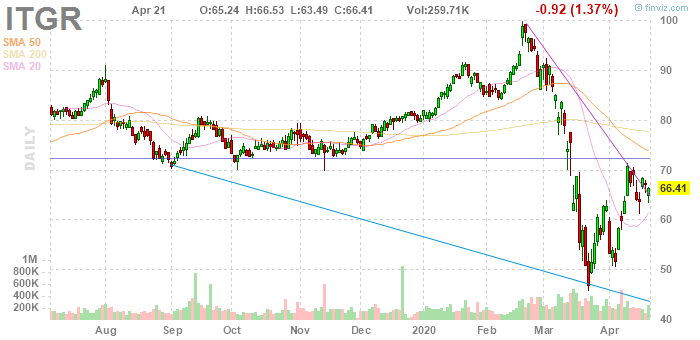 ITGR
Apr 21 O:65.24 H:66.53 L:63.49 C:66.41 Vol:259.71K -0.92 (1.37%)
© finviz.com
SMA 50
SMA 200
SMA 20
DAILY
100
90
80
70
66.41
60
50
40
1M
800K
600K
400K
200K
Aug Sep Oct Nov Dec 2020 Feb Mar Apr